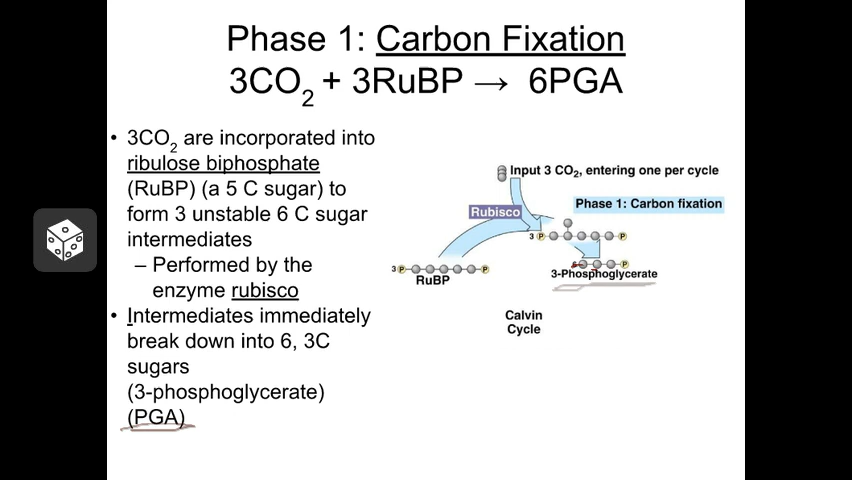 Phase 1: Carbon Fixation
3CO2 + 3RuBP → 6PGA
• 3CO2 are incorporated into
ribulose biphosphate
(RuBP) (a 5 C sugar) to
form 3 unstable 6 C sugar
intermediates
– Performed by the
enzyme rubisco
• Intermediates immediately
break down into 6, 3C
sugars
(3-phosphoglycerate)
(PGA)
Input 3 CO2, entering one per cycle
Phase 1: Carbon fixation
Rubisco
3 P P
3 P P
RuBP
P
3-Phosphoglycerate
Calvin
Cycle